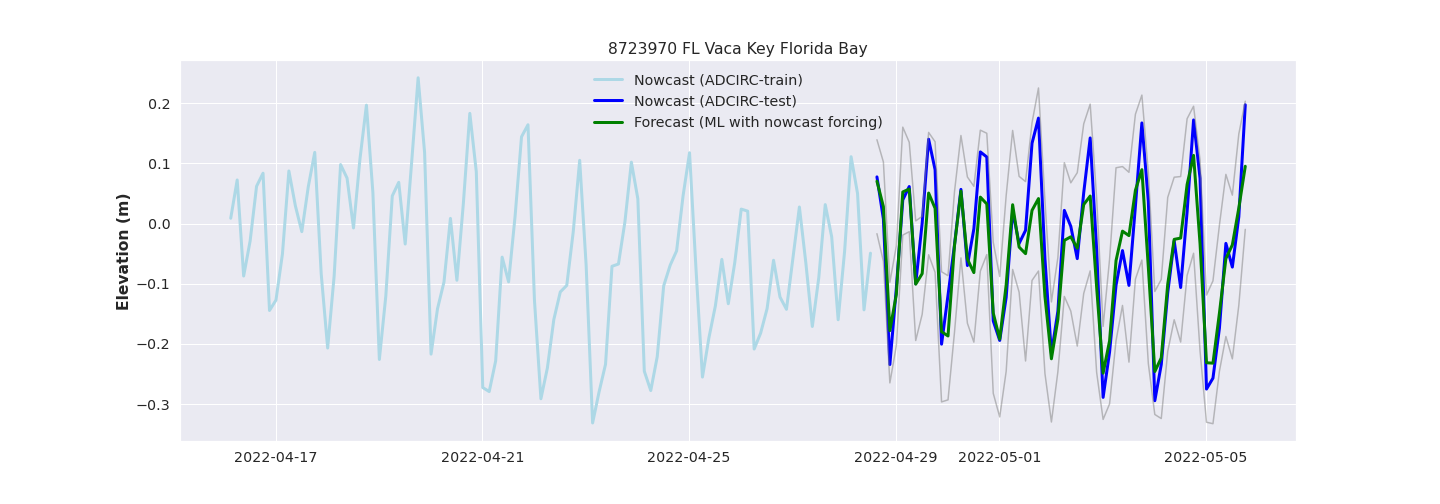 8723970 FL Vaca Key Florida Bay
Nowcast (ADCIRC-train)
Nowcast (ADCIRC-test)
Forecast (ML with nowcast forcing)
Elevation (m)
0.2
0.1
0.0
−0.1
−0.2
−0.3
2022-04-17
2022-04-21
2022-04-25
2022-04-29
2022-05-01
2022-05-05